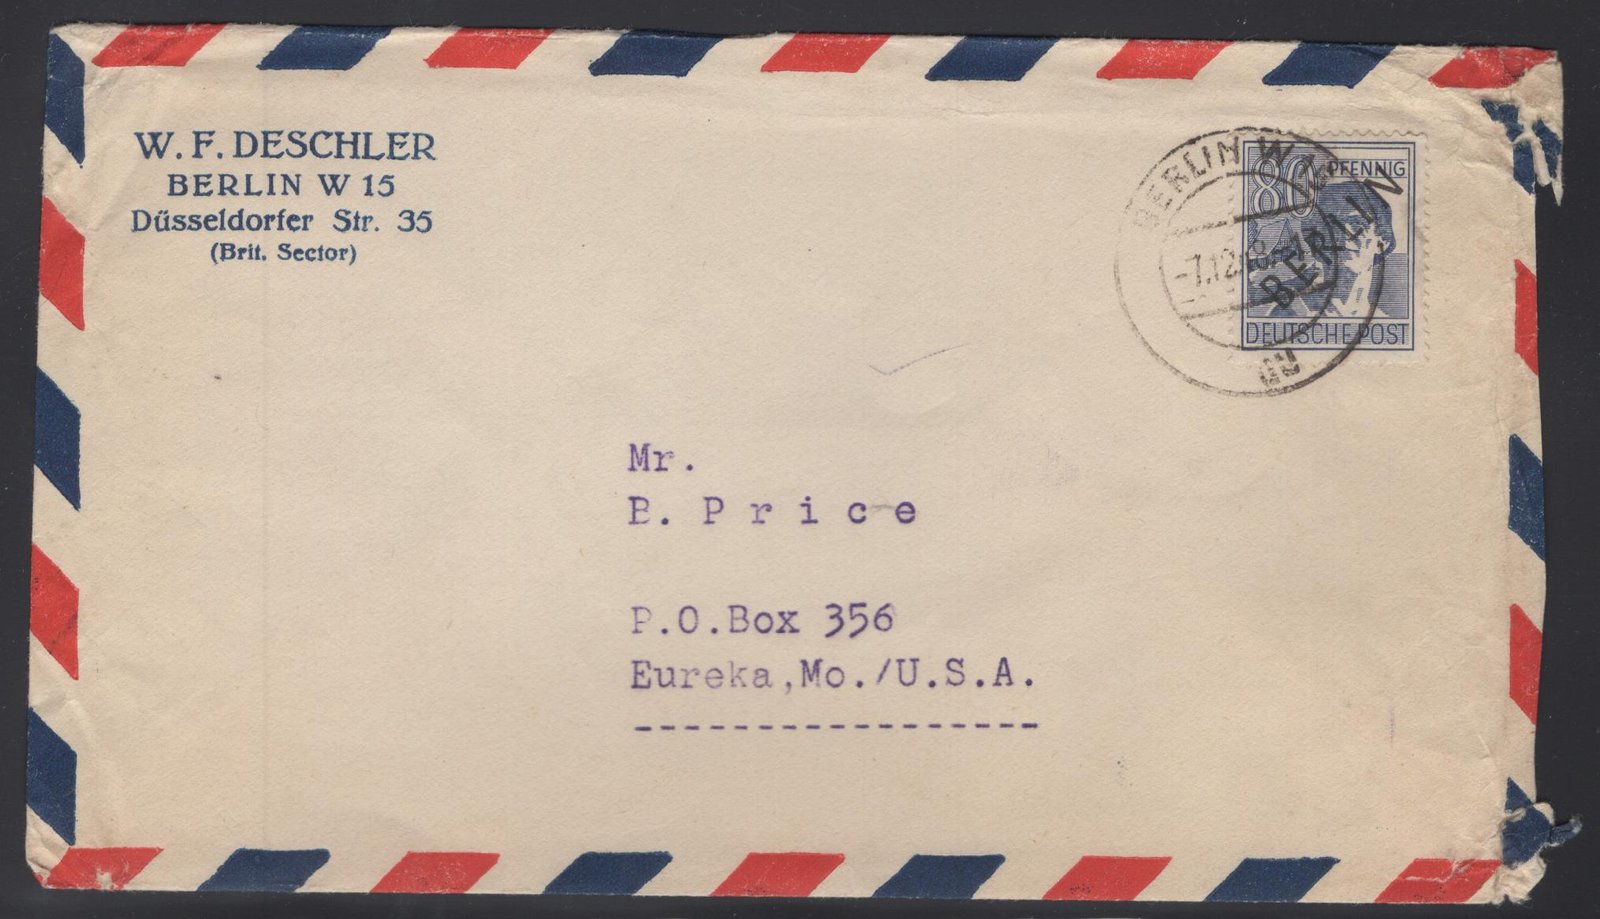 W. F. DESCHLER
BERLIN W 15
Düsseldorfer Str. 35
(Brit. Sector)
BERLIN W
80 PFENNIG
BERLIN
DEUTSCHE POST
Mr.
B. P r i c e
P.O.Box 356
Eureka,Mo./U.S.A.
-----------------